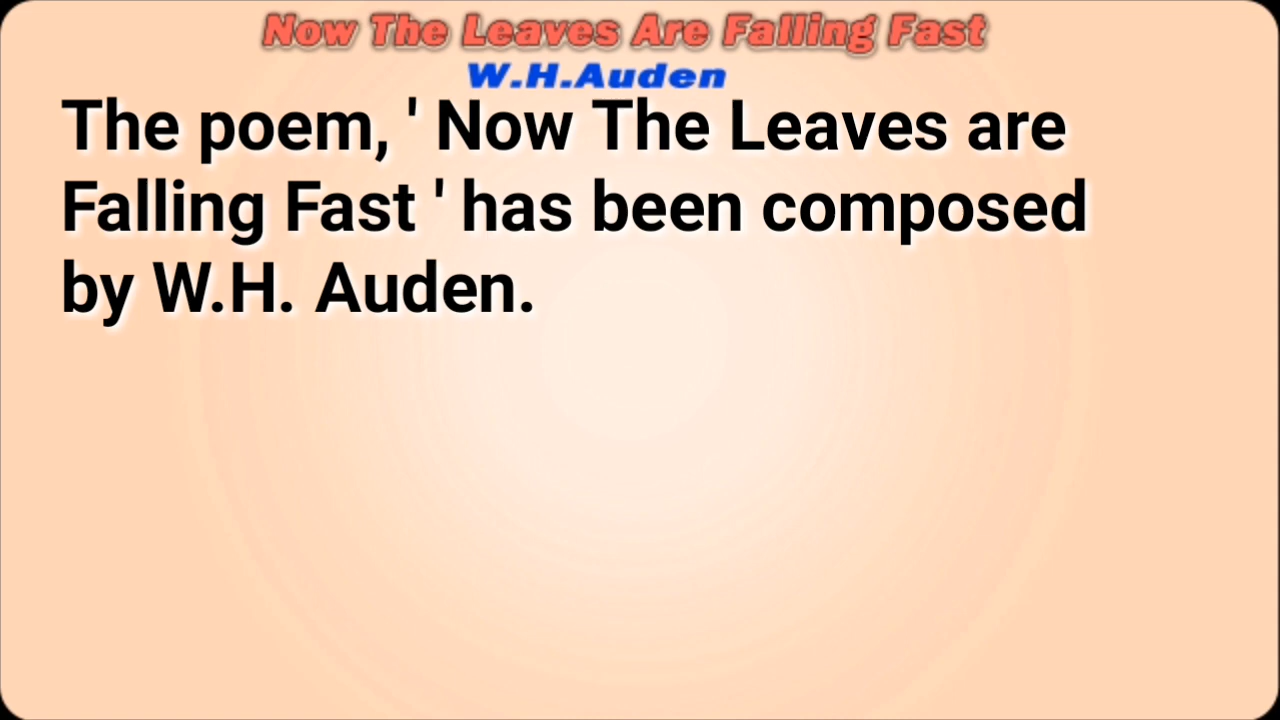 Now The Leaves Are Falling Fast
W.H.Auden
The poem, ' Now The Leaves are
Falling Fast ' has been composed
by W.H. Auden.